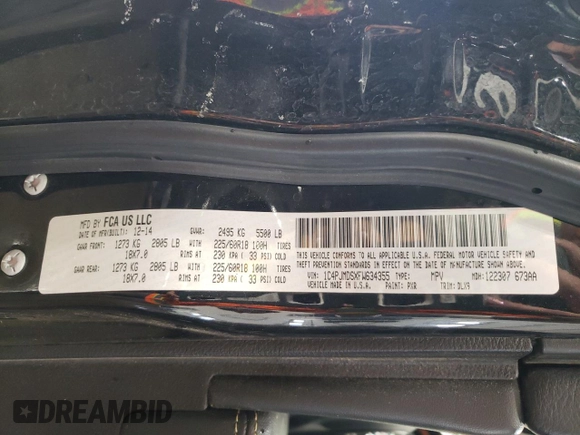 MFD BY FCA US LLC
DATE OF MFR(BUILT): 12-14 GVWR: 2495 KG 5500 LB
GAWR FRONT: 1273 KG 2805 LB WITH 225/60R18 100H TIRES
18X7.0 RIMS AT 230 KPA/ 33 PSI COLD
GAWR REAR: 1273 KG 2805 LB WITH 225/60R18 100H TIRES
18X7.0 RIMS AT 230 KPA/ 33 PSI COLD
THIS VEHICLE CONFORMS TO ALL APPLICABLE U.S.A. FEDERAL MOTOR VEHICLE SAFETY AND
AND THEFT PREVENTION STANDARDS IN EFFECT ON THE DATE OF MANUFACTURE SHOWN ABOVE.
VIN: 1C4PJMDSXFW634355 TYPE: MPV MDH: 122307 673AA
VEHICLE MADE IN U.S.A. PAINT: PXR TRIM: DLX9
DREAMBID